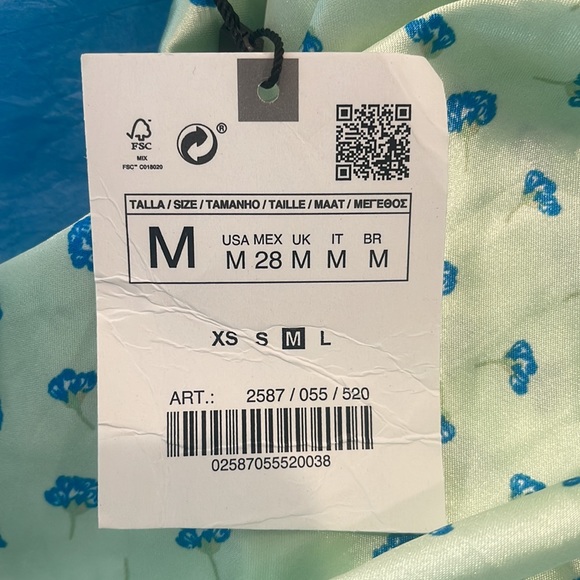 FSC
MIX
FSC™ C018020
®
TALLA / SIZE / TAMANHO / TAILLE / MAAT / ΜΕΓΕΘΟΣ
M
USA MEX UK IT BR
M 28 M M M
XS S M L
ART.: 2587 / 055 / 520
02587055520038